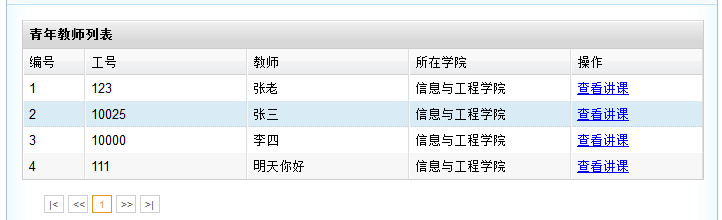 青年教师列表
编号 工号 教师 所在学院 操作
1 123 张老 信息与工程学院 查看讲课
2 10025 张三 信息与工程学院 查看讲课
3 10000 李四 信息与工程学院 查看讲课
4 111 明天你好 信息与工程学院 查看讲课
|< << 1 >> >|